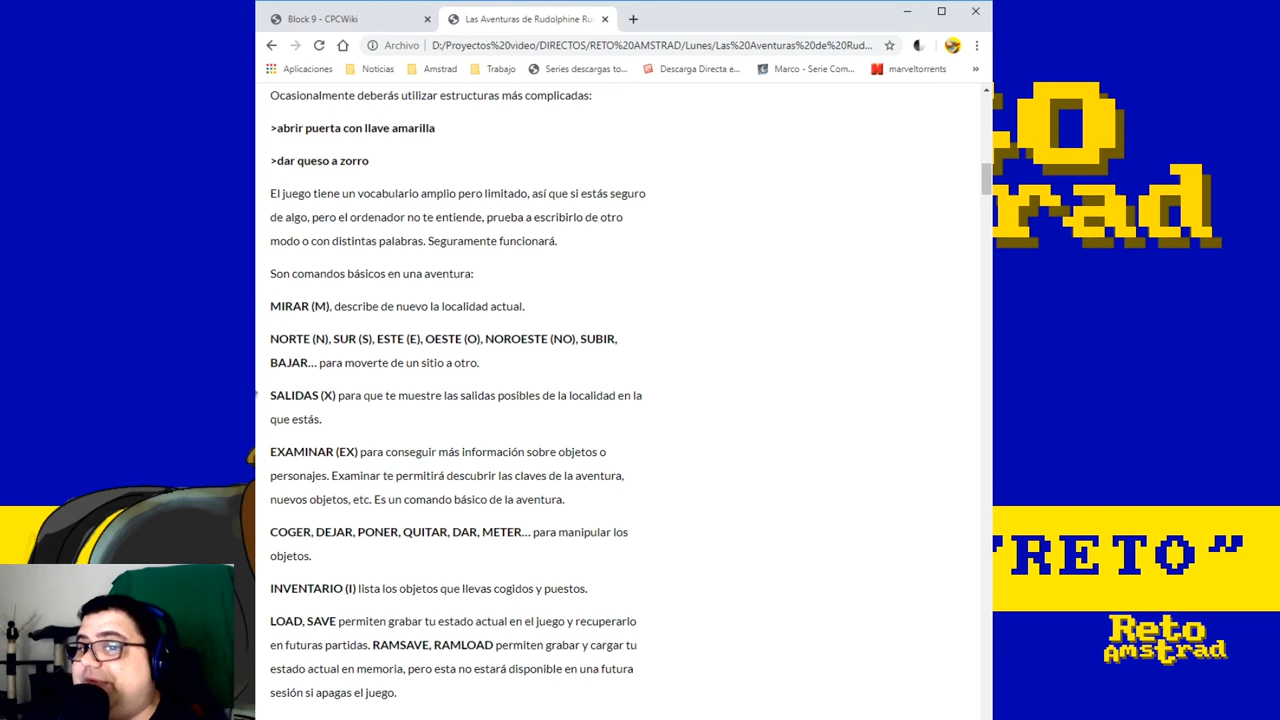 Block 9 - CPCWiki
Las Aventuras de Rudolphine Ru
Archivo
D:/Proyectos%20video/DIRECTOS/RETO%20AMSTRAD/Lunes/Las%20Aventuras%20de%20Rud...
Aplicaciones
Noticias
Amstrad
Trabajo
Series descargas to...
Descarga Directa e...
Marco - Serie Com...
marveltorrents
»
Ocasionalmente deberás utilizar estructuras más complicadas:
>abrir puerta con llave amarilla
>dar queso a zorro
El juego tiene un vocabulario amplio pero limitado, así que si estás seguro
de algo, pero el ordenador no te entiende, prueba a escribirlo de otro
modo o con distintas palabras. Seguramente funcionará.
Son comandos básicos en una aventura:
MIRAR (M), describe de nuevo la localidad actual.
NORTE (N), SUR (S), ESTE (E), OESTE (O), NOROESTE (NO), SUBIR,
BAJAR... para moverte de un sitio a otro.
SALIDAS (X) para que te muestre las salidas posibles de la localidad en la
que estás.
EXAMINAR (EX) para conseguir más información sobre objetos o
personajes. Examinar te permitirá descubrir las claves de la aventura,
nuevos objetos, etc. Es un comando básico de la aventura.
COGER, DEJAR, PONER, QUITAR, DAR, METER... para manipular los
objetos.
INVENTARIO (I) lista los objetos que llevas cogidos y puestos.
LOAD, SAVE permiten grabar tu estado actual en el juego y recuperarlo
en futuras partidas. RAMSAVE, RAMLOAD permiten grabar y cargar tu
estado actual en memoria, pero esta no estará disponible en una futura
sesión si apagas el juego.
to
rad
"RETO"
Reto
Amstrad